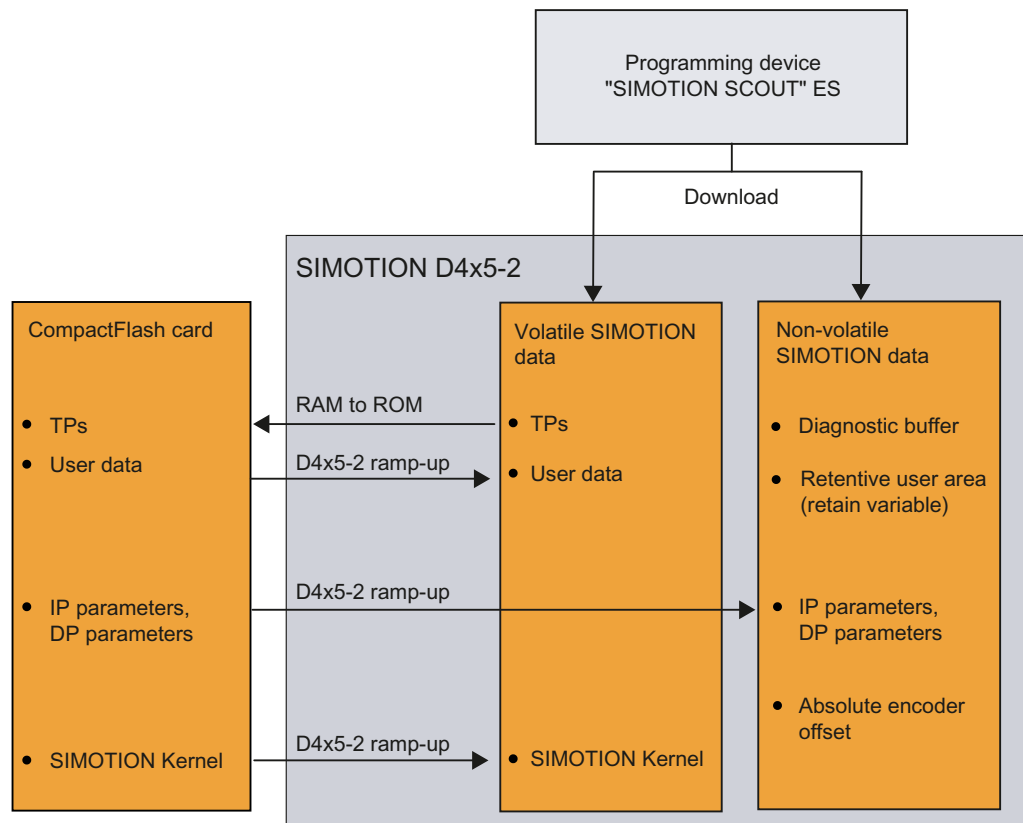 Programming device
"SIMOTION SCOUT" ES
Download
SIMOTION D4x5-2
CompactFlash card
• TPs
• User data
• IP parameters,
DP parameters
• SIMOTION Kernel
RAM to ROM
D4x5-2 ramp-up
D4x5-2 ramp-up
D4x5-2 ramp-up
Volatile SIMOTION
data
• TPs
• User data
• SIMOTION Kernel
Non-volatile
SIMOTION data
• Diagnostic buffer
• Retentive user area
(retain variable)
• IP parameters,
DP parameters
• Absolute encoder
offset